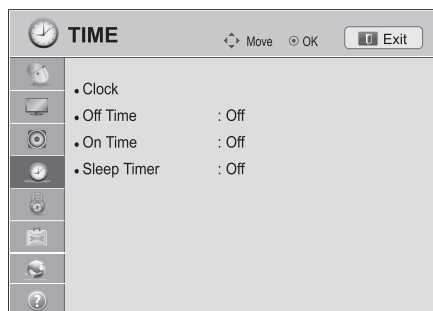 TIME Move OK Exit
• Clock
• Off Time : Off
• On Time : Off
• Sleep Timer : Off
?